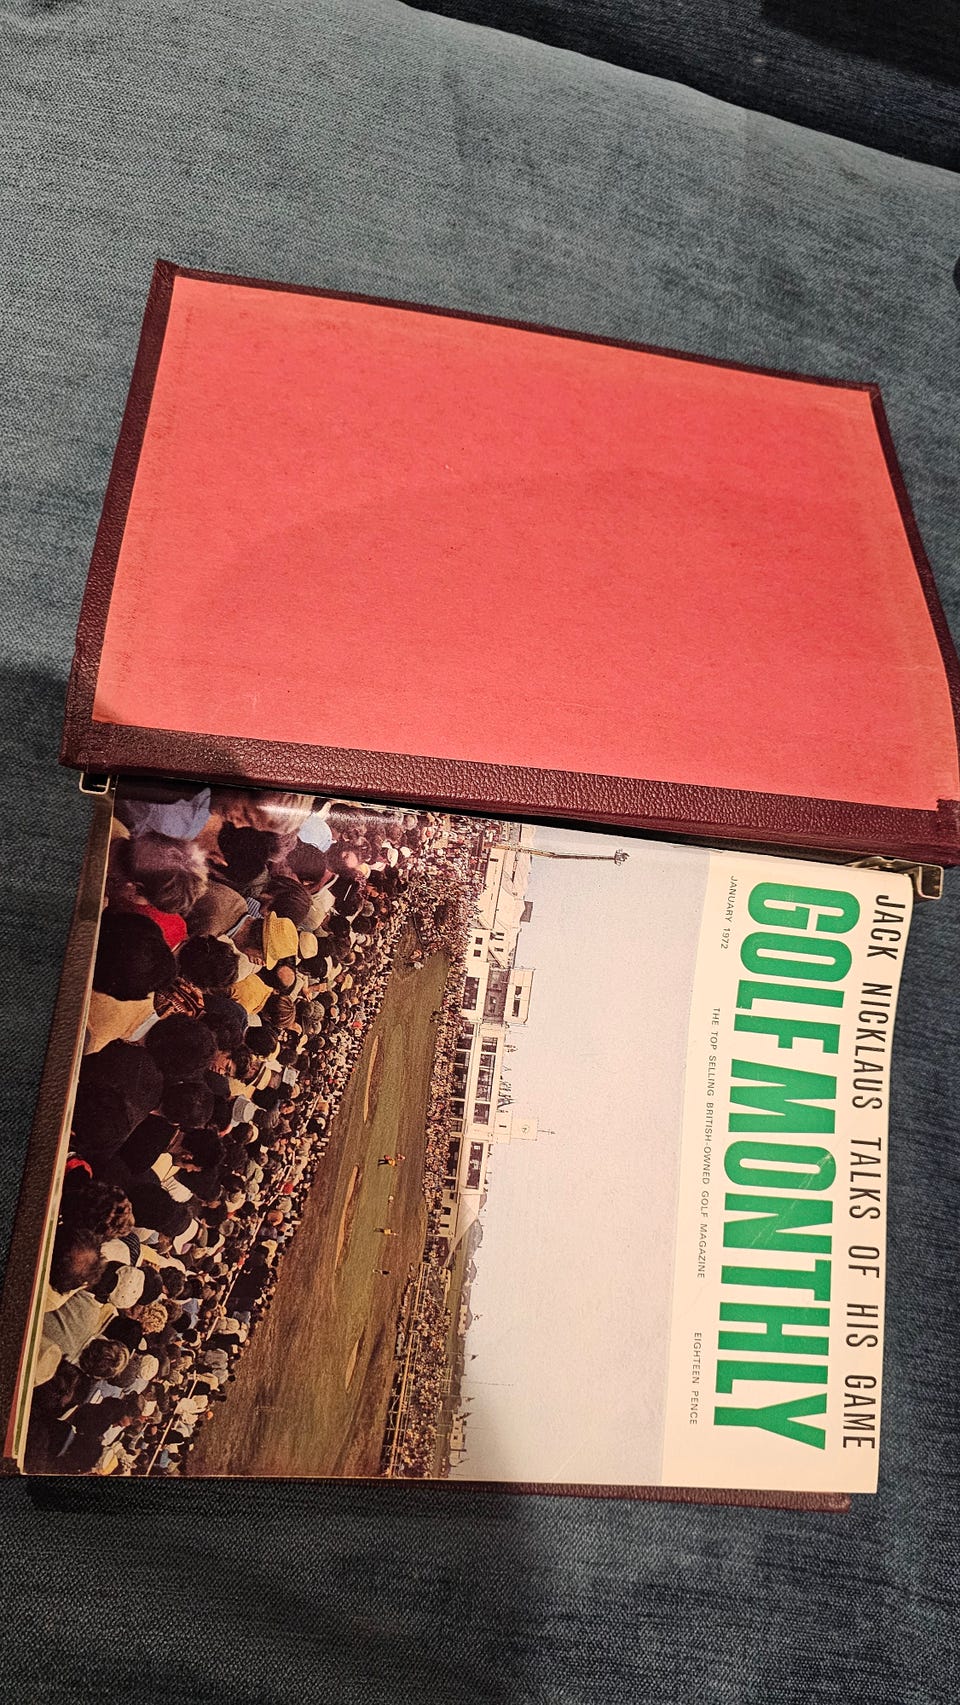 JACK NICKLAUS TALKS OF HIS GAME
GOLF MONTHLY
JANUARY 1972 THE TOP SELLING BRITISH-OWNED GOLF MAGAZINE EIGHTEEN PENCE